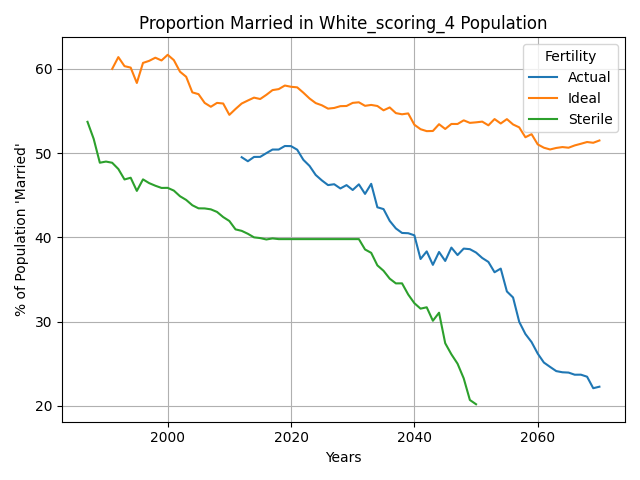 Proportion Married in White_scoring_4 Population
% of Population 'Married'
60
50
40
30
20
2000
2020
2040
2060
Years
Fertility
Actual
Ideal
Sterile